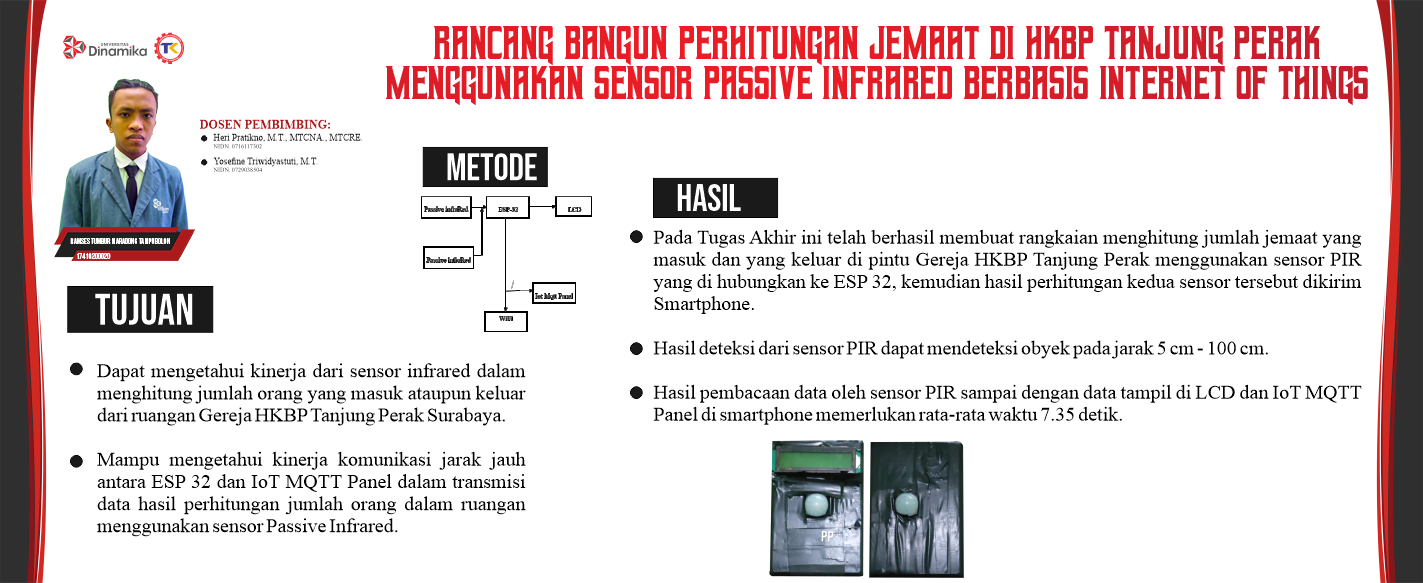 UNIVERSITAS
Dinamika
TK
RANCANG BANGUN PERHITUNGAN JEMAAT DI HKBP TANJUNG PERAK
MENGGUNAKAN SENSOR PASSIVE INFRARED BERBASIS INTERNET OF THINGS
DOSEN PEMBIMBING:
Heri Pratikno, M.T., MTCNA., MTCRE.
NIDN. 0716117302
Yosefine Triwidyastuti, M.T.
NIDN. 0729038504
RAMSES TUMBUR HARADONG TAMPOBOLON
17410200020
METODE
Passive infraRed
ESP-32
LCD
Passive infraRed
Iot Mqt Panel
WIFI
TUJUAN
Dapat mengetahui kinerja dari sensor infrared dalam
menghitung jumlah orang yang masuk ataupun keluar
dari ruangan Gereja HKBP Tanjung Perak Surabaya.
Mampu mengetahui kinerja komunikasi jarak jauh
antara ESP 32 dan IoT MQTT Panel dalam transmisi
data hasil perhitungan jumlah orang dalam ruangan
menggunakan sensor Passive Infrared.
HASIL
Pada Tugas Akhir ini telah berhasil membuat rangkaian menghitung jumlah jemaat yang
masuk dan yang keluar di pintu Gereja HKBP Tanjung Perak menggunakan sensor PIR
yang di hubungkan ke ESP 32, kemudian hasil perhitungan kedua sensor tersebut dikirim
Smartphone.
Hasil deteksi dari sensor PIR dapat mendeteksi obyek pada jarak 5 cm - 100 cm.
Hasil pembacaan data oleh sensor PIR sampai dengan data tampil di LCD dan IoT MQTT
Panel di smartphone memerlukan rata-rata waktu 7.35 detik.
PP